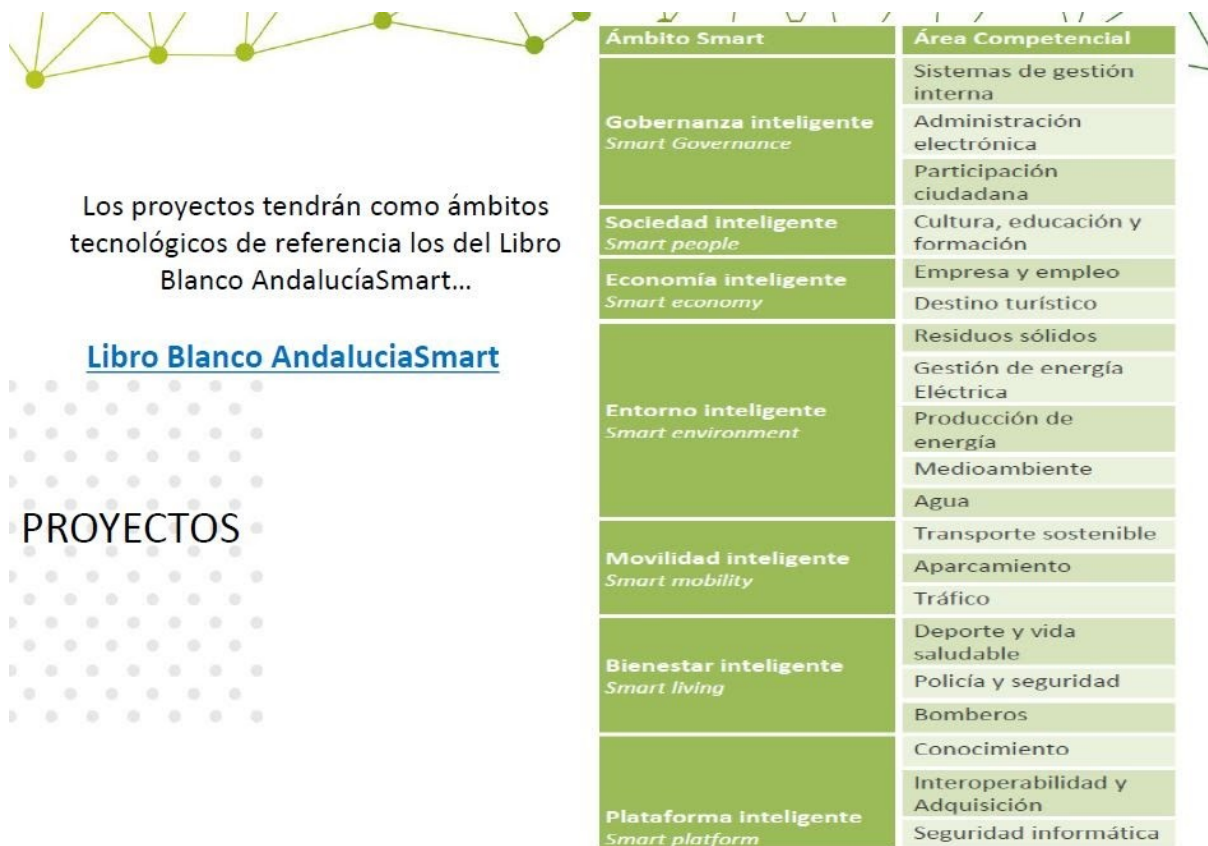 Los proyectos tendrán como ámbitos
tecnológicos de referencia los del Libro
Blanco AndalucíaSmart...
Libro Blanco AndaluciaSmart
PROYECTOS
Ámbito Smart
Área Competencial
Gobernanza inteligente
Smart Governance
Sistemas de gestión
interna
Administración
electrónica
Participación
ciudadana
Sociedad inteligente
Smart people
Cultura, educación y
formación
Economía inteligente
Smart economy
Empresa y empleo
Destino turístico
Entorno inteligente
Smart environment
Residuos sólidos
Gestión de energía
Eléctrica
Producción de
energía
Medioambiente
Agua
Movilidad inteligente
Smart mobility
Transporte sostenible
Aparcamiento
Tráfico
Bienestar inteligente
Smart living
Deporte y vida
saludable
Policía y seguridad
Bomberos
Plataforma inteligente
Smart platform
Conocimiento
Interoperabilidad y
Adquisición
Seguridad informática